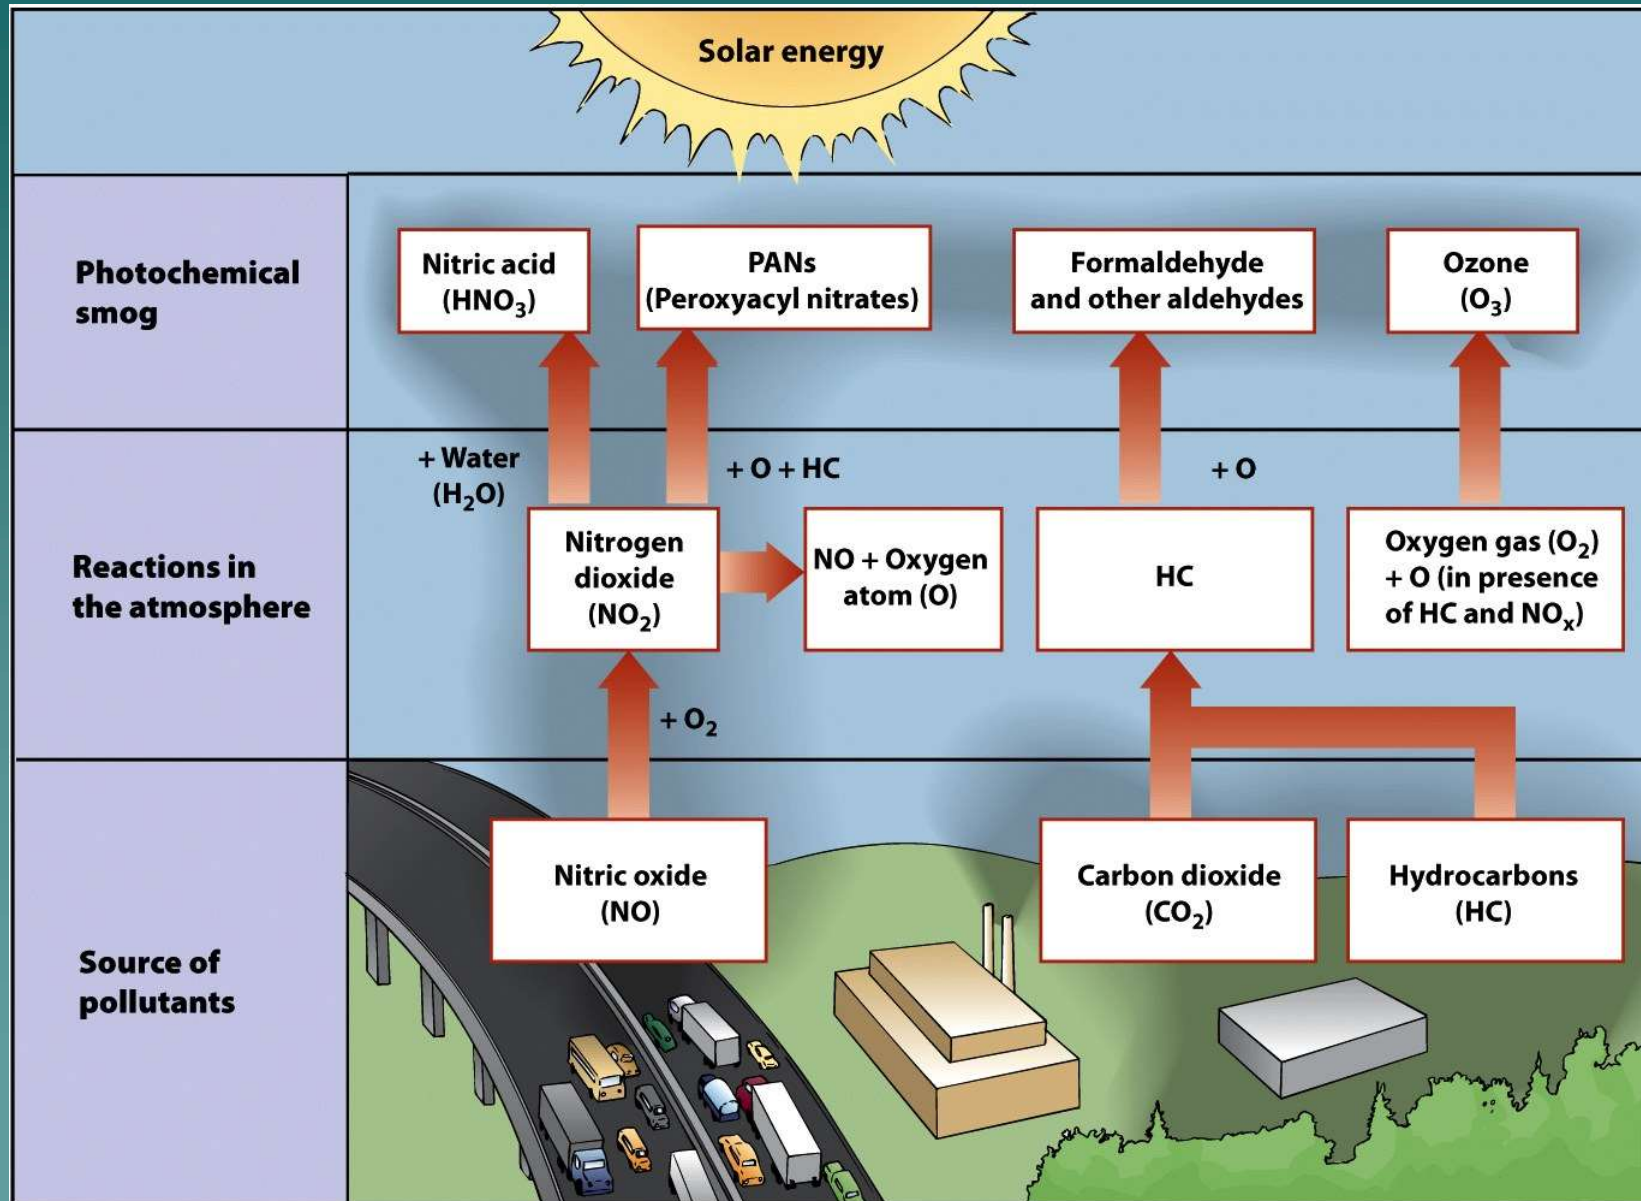 Solar energy
Photochemical
smog
Nitric acid
(HNO₃)
PANs
(Peroxyacyl nitrates)
Formaldehyde
and other aldehydes
Ozone
(O₃)
+ Water
(H₂O)
+ O + HC
+ O
Reactions in
the atmosphere
Nitrogen
dioxide
(NO₂)
NO + Oxygen
atom (O)
HC
Oxygen gas (O₂)
+ O (in presence
of HC and NOₓ)
+ O₂
Source of
pollutants
Nitric oxide
(NO)
Carbon dioxide
(CO₂)
Hydrocarbons
(HC)